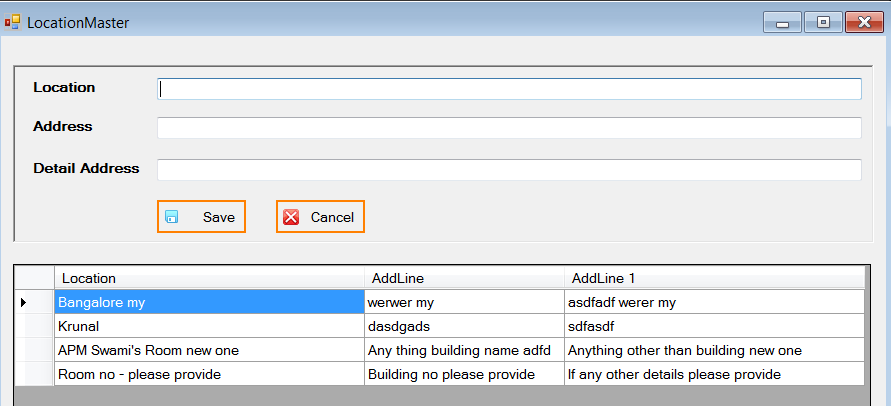 LocationMaster
Location
Address
Detail Address
Save Cancel
Location AddLine AddLine 1
Bangalore my werwer my asdfadf werer my
Krunal dasdgads sdfasdf
APM Swami's Room new one Any thing building name adfd Anything other than building new one
Room no - please provide Building no please provide If any other details please provide